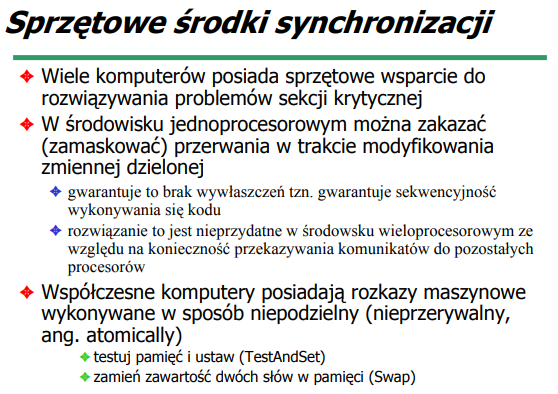 Sprzętowe środki synchronizacji
Wiele komputerów posiada sprzętowe wsparcie do
rozwiązywania problemów sekcji krytycznej
W środowisku jednoprocesorowym można zakazać
(zamaskować) przerwania w trakcie modyfikowania
zmiennej dzielonej
gwarantuje to brak wywłaszczeń tzn. gwarantuje sekwencyjność
wykonywania się kodu
rozwiązanie to jest nieprzydatne w środowsku wieloprocesorowym ze
względu na konieczność przekazywania komunikatów do pozostałych
procesorów
Współczesne komputery posiadają rozkazy maszynowe
wykonywane w sposób niepodzielny (nieprzerywalny,
ang. atomically)
testuj pamięć i ustaw (TestAndSet)
zamień zawartość dwóch słów w pamięci (Swap)